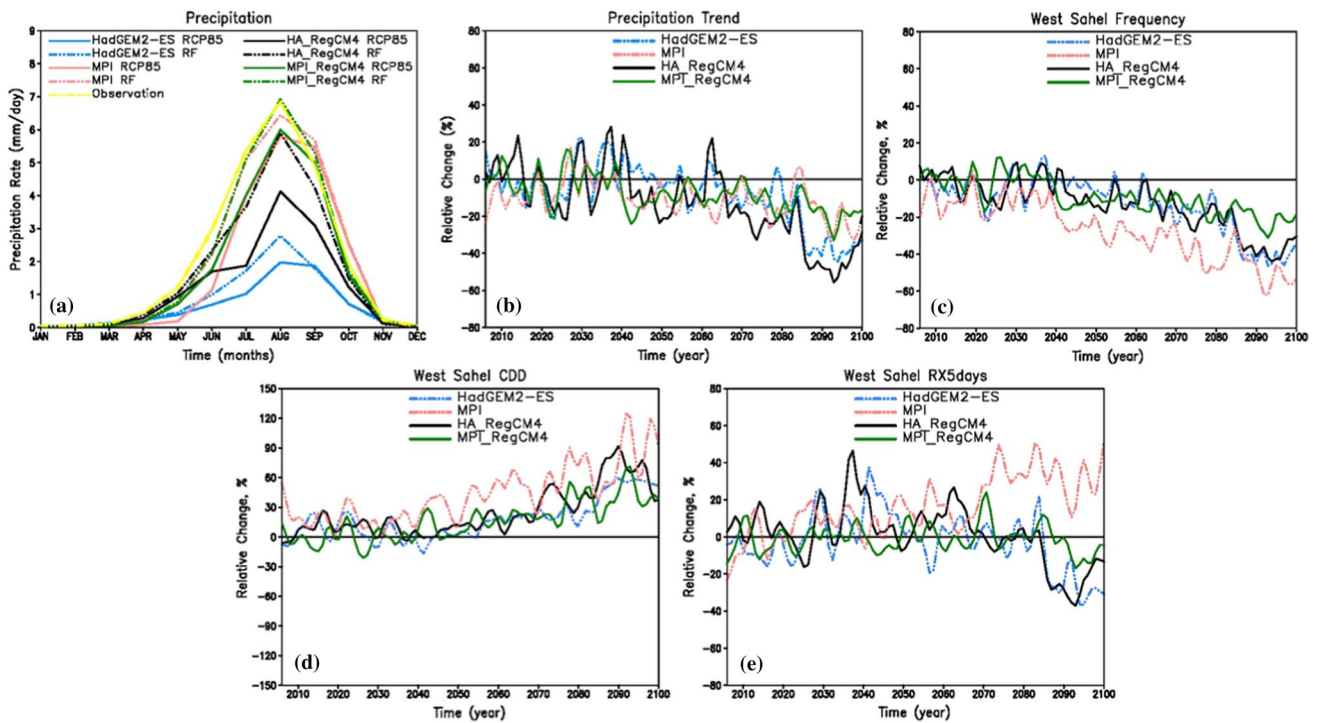 Precipitation
Precipitation Rate (mm/day)
9
8
7
6
5
4
3
2
1
0
HadGEM2-ES RCP85
HadGEM2-ES RF
MPI RCP85
MPI RF
Observation
HA_RegCM4 RCP85
HA_RegCM4 RF
MPI_RegCM4 RCP85
MPI_RegCM4 RF
(a)
JAN FEB MAR APR MAY JUN JUL AUG SEP OCT NOV DEC
Time (months)
Precipitation Trend
Relative Change (%)
80
60
40
20
0
-20
-40
-60
-80
HadGEM2-ES
MPI
HA_RegCM4
MPI_RegCM4
(b)
2010 2020 2030 2040 2050 2060 2070 2080 2090 2100
Time (year)
West Sahel Frequency
Relative Change, %
80
60
40
20
0
-20
-40
-60
-80
HadGEM2-ES
MPI
HA_RegCM4
MPI_RegCM4
(c)
2010 2020 2030 2040 2050 2060 2070 2080 2090 2100
Time (year)
West Sahel CDD
Relative Change, %
150
120
90
60
30
0
-30
-60
-90
-120
-150
HadGEM2-ES
MPI
HA_RegCM4
MPI_RegCM4
(d)
2010 2020 2030 2040 2050 2060 2070 2080 2090 2100
Time (year)
West Sahel RX5days
Relative Change, %
80
60
40
20
0
-20
-40
-60
-80
HadGEM2-ES
MPI
HA_RegCM4
MPI_RegCM4
(e)
2010 2020 2030 2040 2050 2060 2070 2080 2090 2100
Time (year)